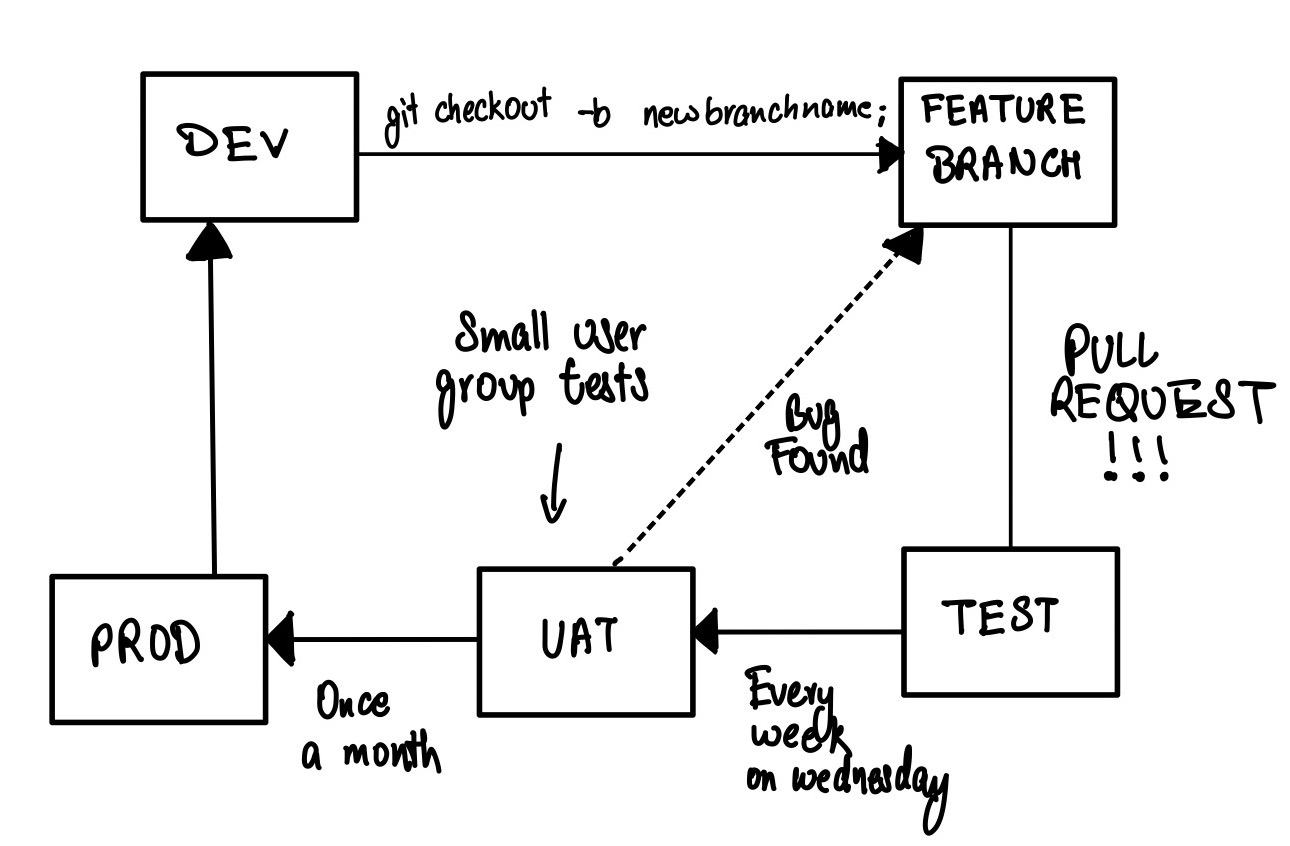 DEV
git checkout -b newbranchname;
FEATURE
BRANCH
Small user
group tests
Bug
Found
PULL
REQUEST
!!!
PROD
UAT
TEST
Once
a month
Every
week
on wednesday